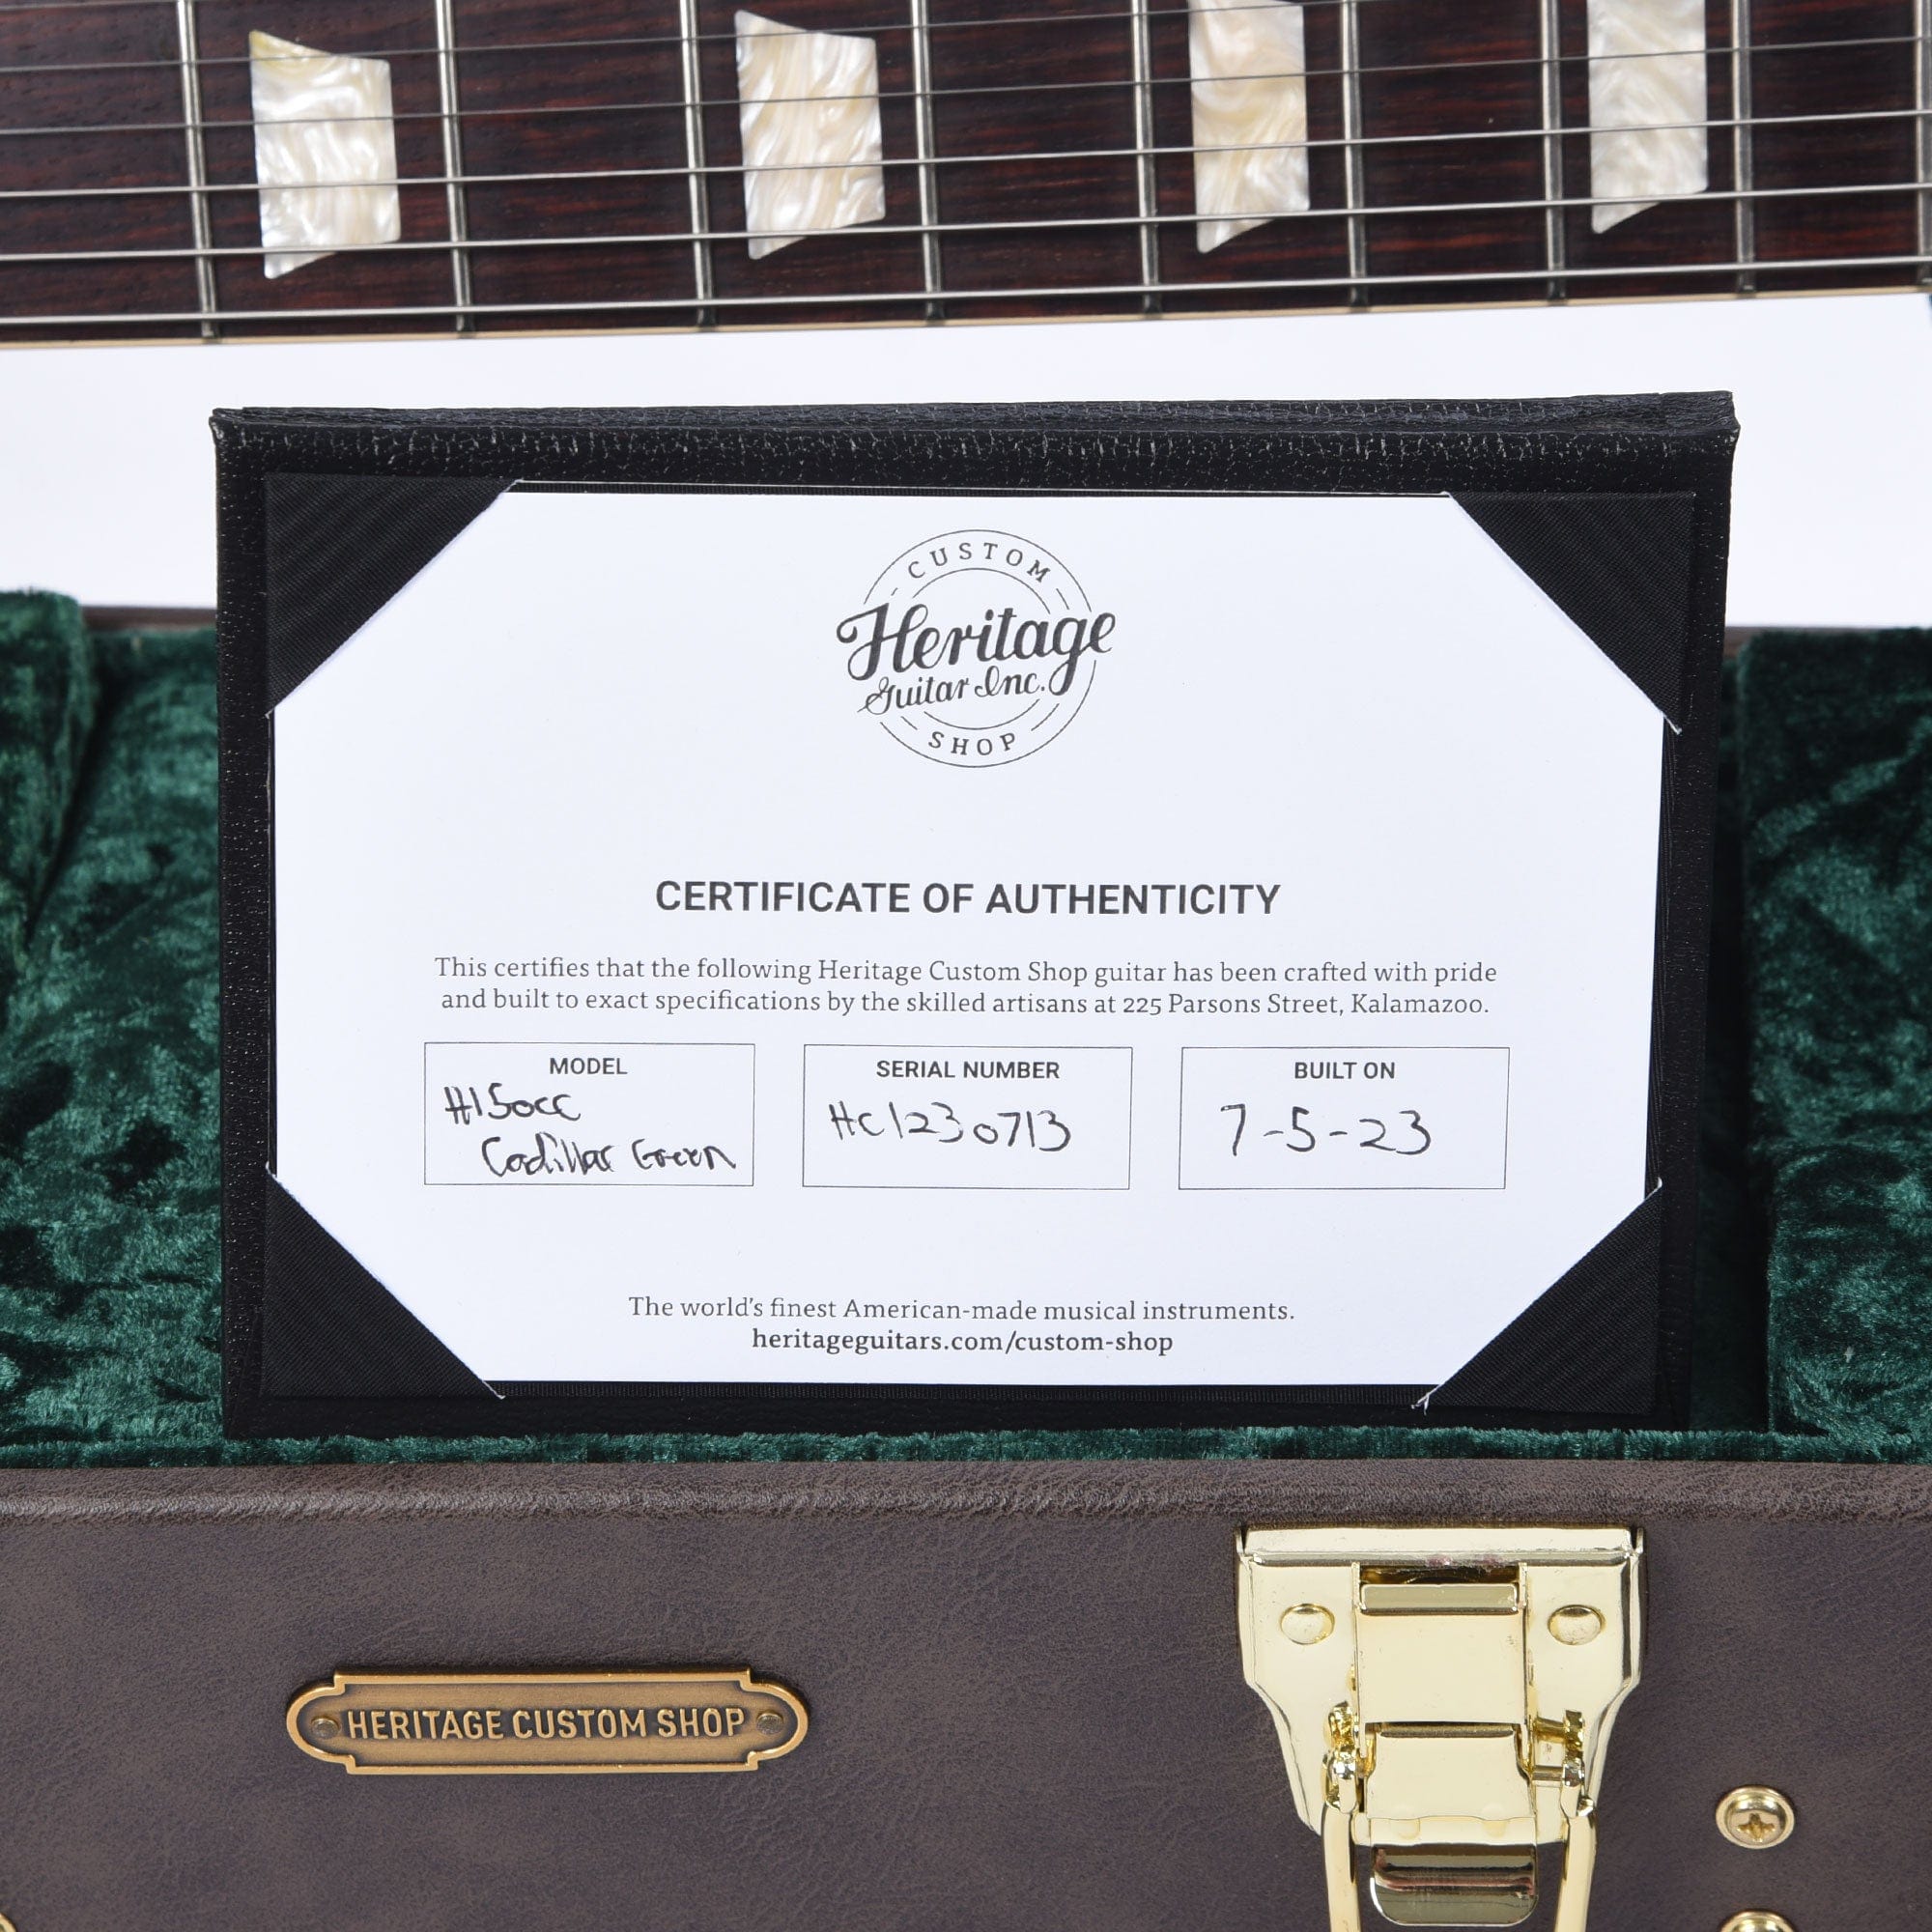 CUSTOM
Heritage
Guitar Inc.
SHOP
CERTIFICATE OF AUTHENTICITY
This certifies that the following Heritage Custom Shop guitar has been crafted with pride
and built to exact specifications by the skilled artisans at 225 Parsons Street, Kalamazoo.
MODEL
H150CC
Cadillac Green
SERIAL NUMBER
HC1230713
BUILT ON
7-5-23
The world's finest American-made musical instruments.
heritageguitars.com/custom-shop
HERITAGE CUSTOM SHOP